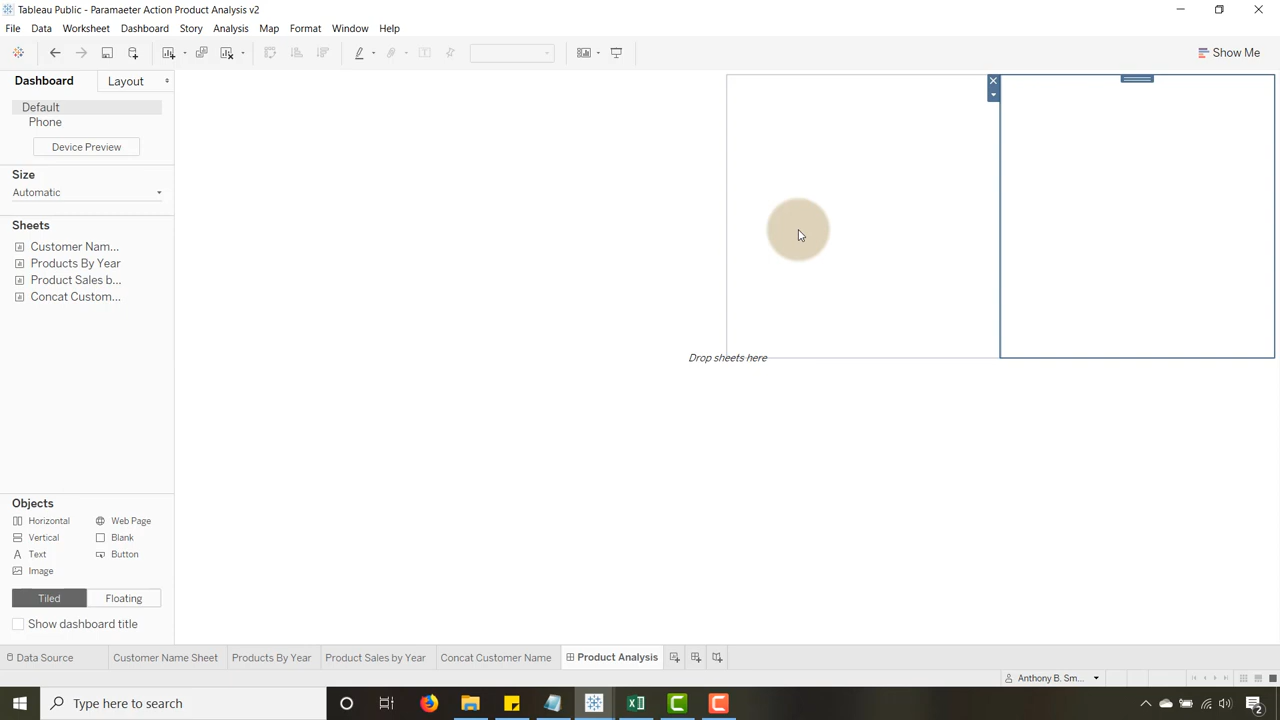 Tableau Public - Paramaeter Action Product Analysis v2
File Data Worksheet Dashboard Story Analysis Map Format Window Help
Show Me
Dashboard Layout
Default
Phone
Device Preview
Size
Automatic
Sheets
Customer Nam...
Products By Year
Product Sales b...
Concat Custom...
Drop sheets here
Objects
Horizontal Web Page
Vertical Blank
Text Button
Image
Tiled Floating
Show dashboard title
Data Source Customer Name Sheet Products By Year Product Sales by Year Concat Customer Name Product Analysis
Anthony B. Sm...
Type here to search
2